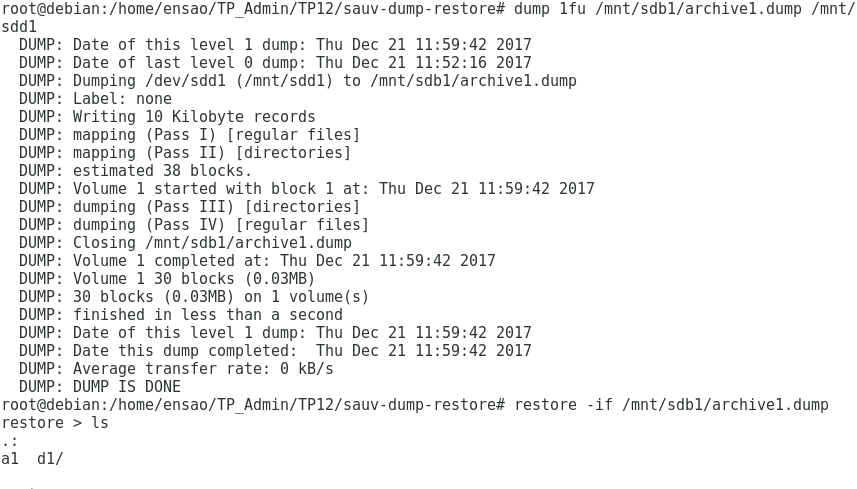 root@debian:/home/ensao/TP_Admin/TP12/sauv-dump-restore# dump 1fu /mnt/sdb1/archive1.dump /mnt/
sdd1
  DUMP: Date of this level 1 dump: Thu Dec 21 11:59:42 2017
  DUMP: Date of last level 0 dump: Thu Dec 21 11:52:16 2017
  DUMP: Dumping /dev/sdd1 (/mnt/sdd1) to /mnt/sdb1/archive1.dump
  DUMP: Label: none
  DUMP: Writing 10 Kilobyte records
  DUMP: mapping (Pass I) [regular files]
  DUMP: mapping (Pass II) [directories]
  DUMP: estimated 38 blocks.
  DUMP: Volume 1 started with block 1 at: Thu Dec 21 11:59:42 2017
  DUMP: dumping (Pass III) [directories]
  DUMP: dumping (Pass IV) [regular files]
  DUMP: Closing /mnt/sdb1/archive1.dump
  DUMP: Volume 1 completed at: Thu Dec 21 11:59:42 2017
  DUMP: Volume 1 30 blocks (0.03MB)
  DUMP: 30 blocks (0.03MB) on 1 volume(s)
  DUMP: finished in less than a second
  DUMP: Date of this level 1 dump: Thu Dec 21 11:59:42 2017
  DUMP: Date this dump completed:  Thu Dec 21 11:59:42 2017
  DUMP: Average transfer rate: 0 kB/s
  DUMP: DUMP IS DONE
root@debian:/home/ensao/TP_Admin/TP12/sauv-dump-restore# restore -if /mnt/sdb1/archive1.dump
restore > ls
.:
a1  d1/